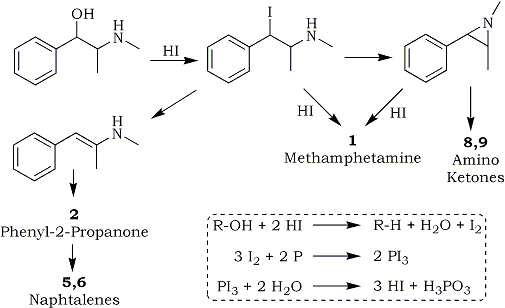 OH
H
N
HI
I
H
N
N
HI
HI
1
Methamphetamine
8,9
Amino
Ketones
H
N
2
Phenyl-2-Propanone
5,6
Naphtalenes
R-OH + 2 HI R-H + H2O + I2
3 I2 + 2 P 2 PI3
PI3 + 2 H2O 3 HI + H3PO3